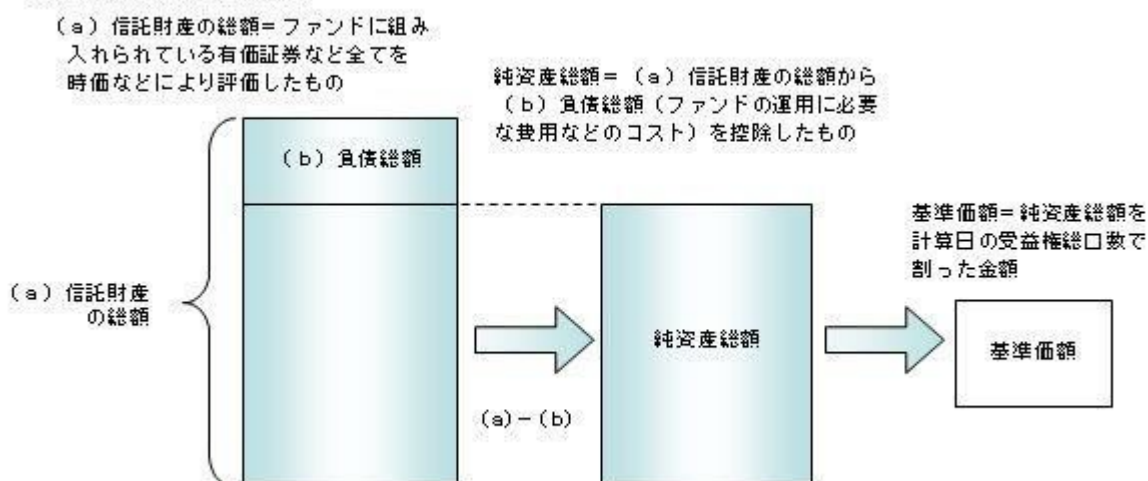 （a）信託財産の総額＝ファンドに組み
入れられている有価証券など全てを
時価などにより評価したもの
純資産総額＝（a）信託財産の総額から
（b）負債総額（ファンドの運用に必要
な費用などのコスト）を控除したもの
（b）負債総額
基準価額＝純資産総額を
計算日の受益権総口数で
割った金額
（a）信託財産
の総額
純資産総額
基準価額
(a)－(b)